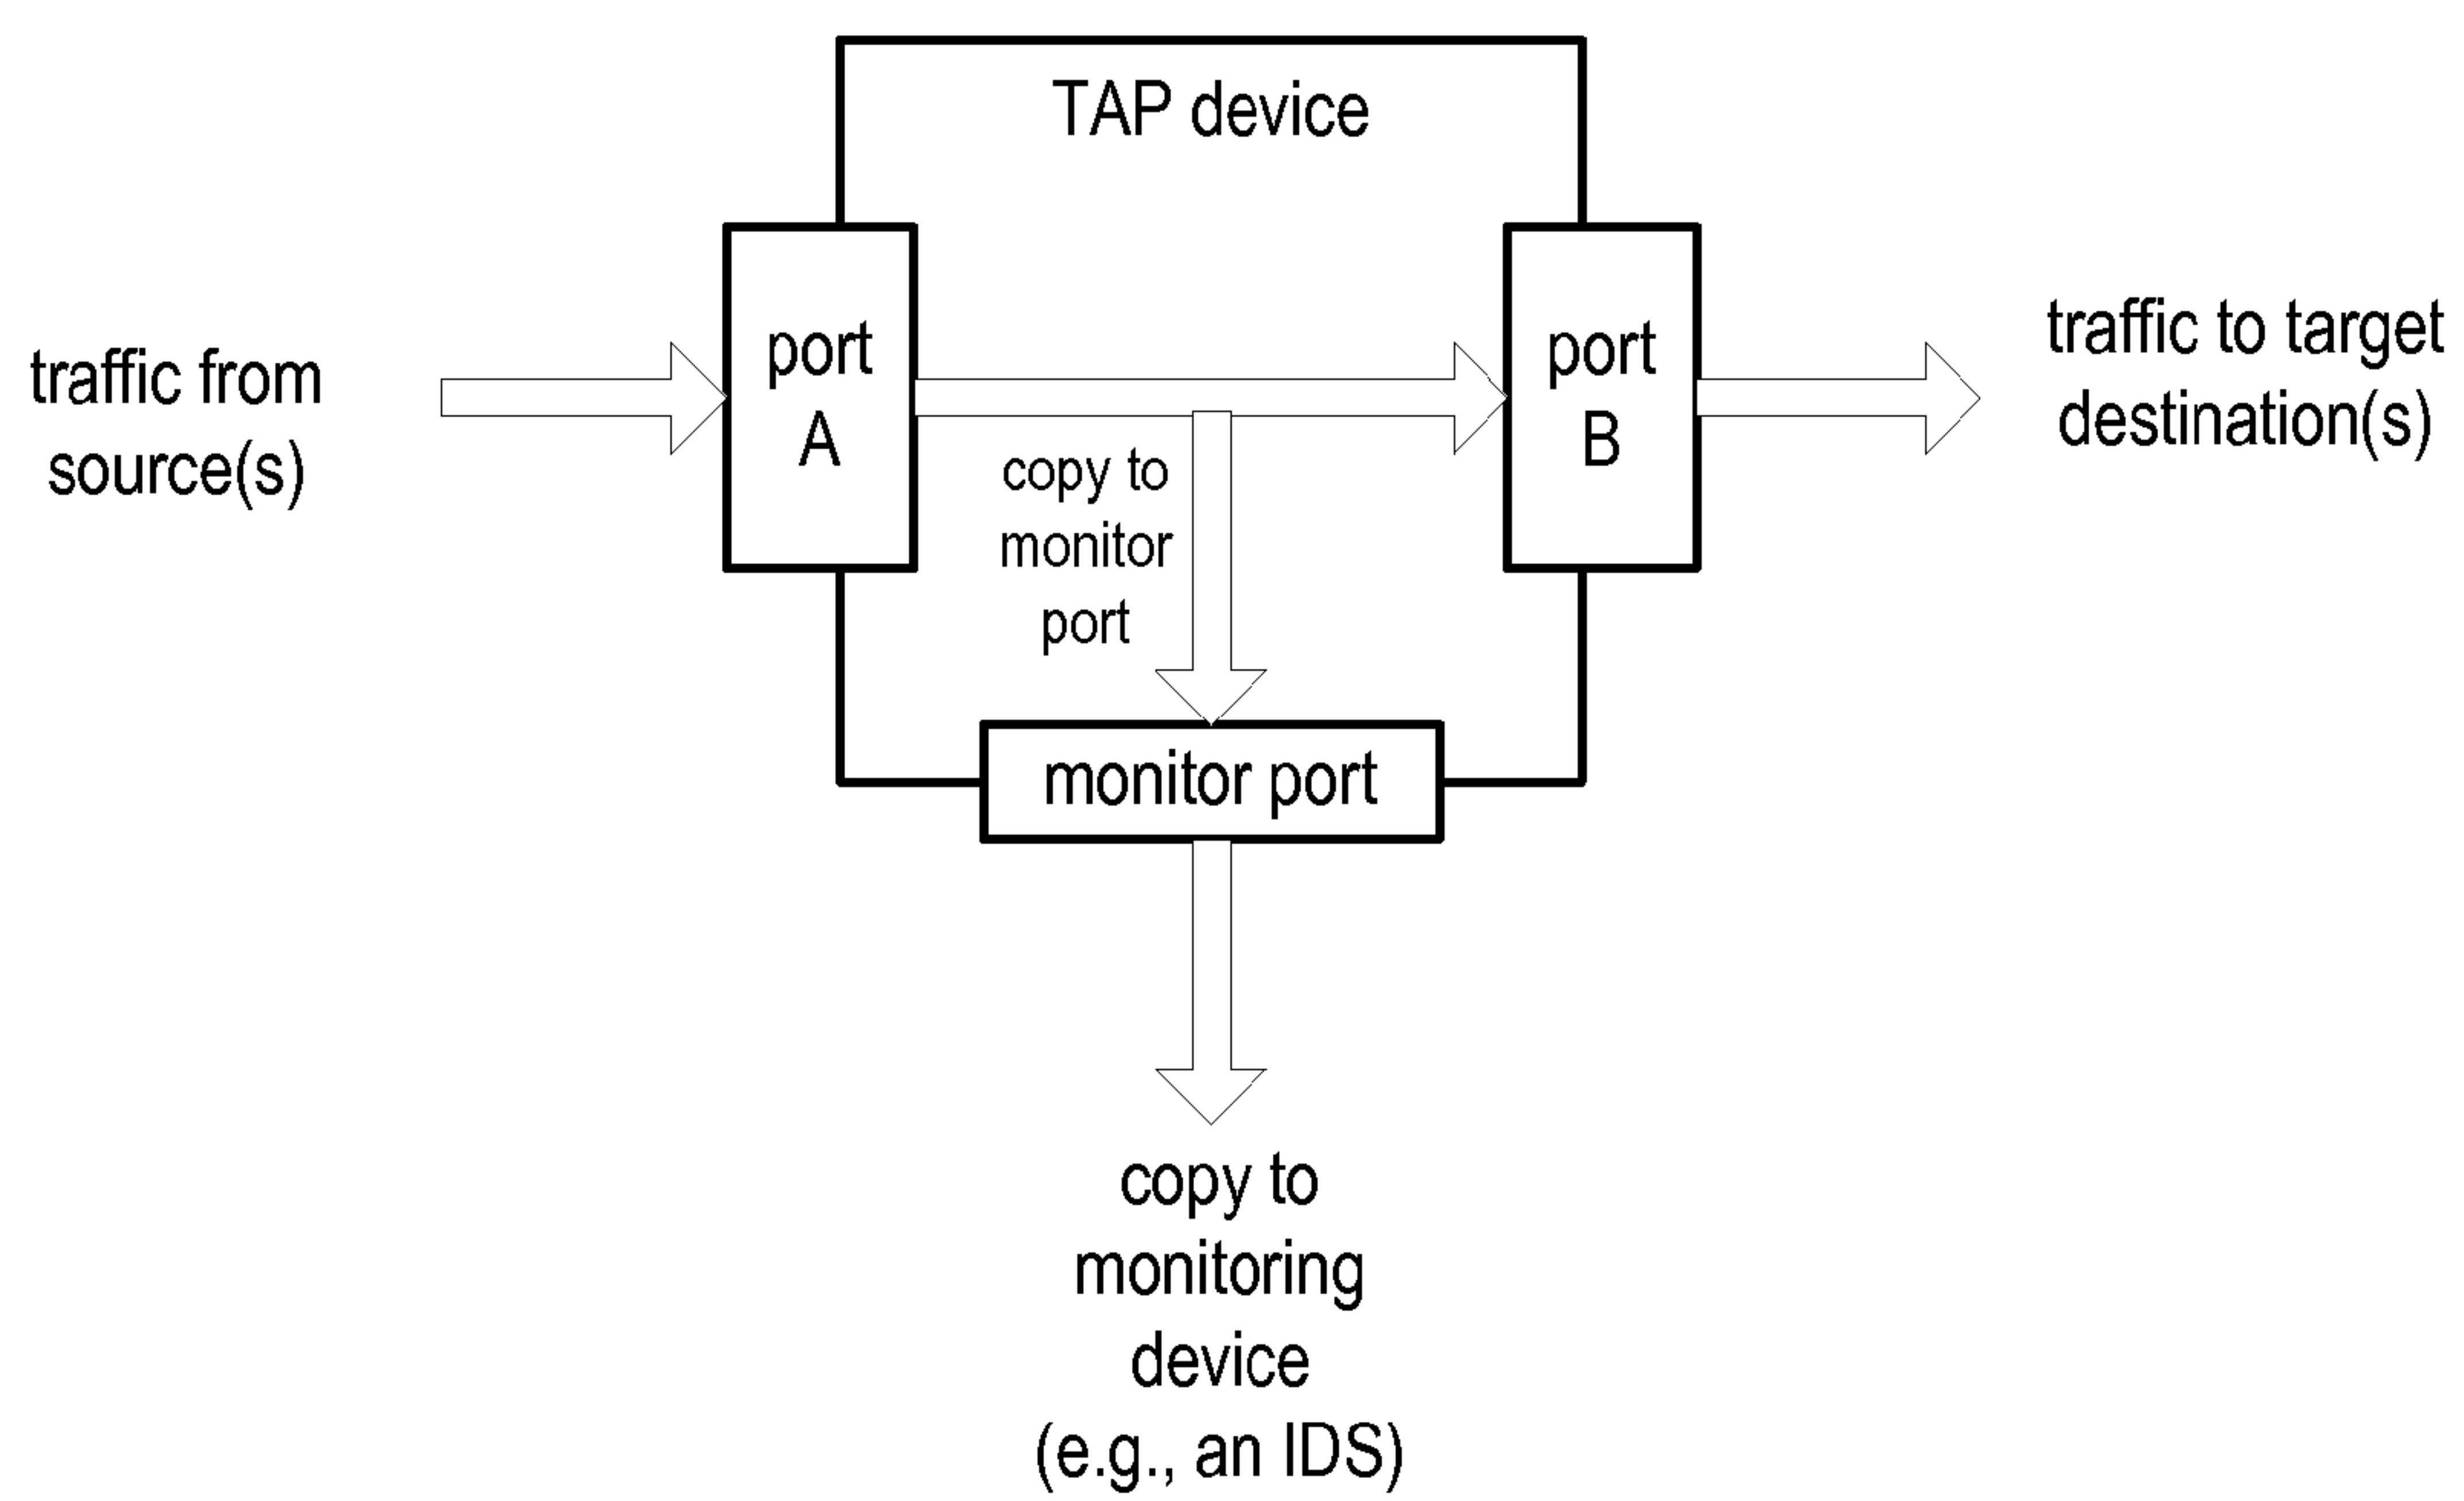 TAP device
traffic from
source(s)
port
A
copy to
monitor
port
port
B
traffic to target
destination(s)
monitor port
copy to
monitoring
device
(e.g., an IDS)